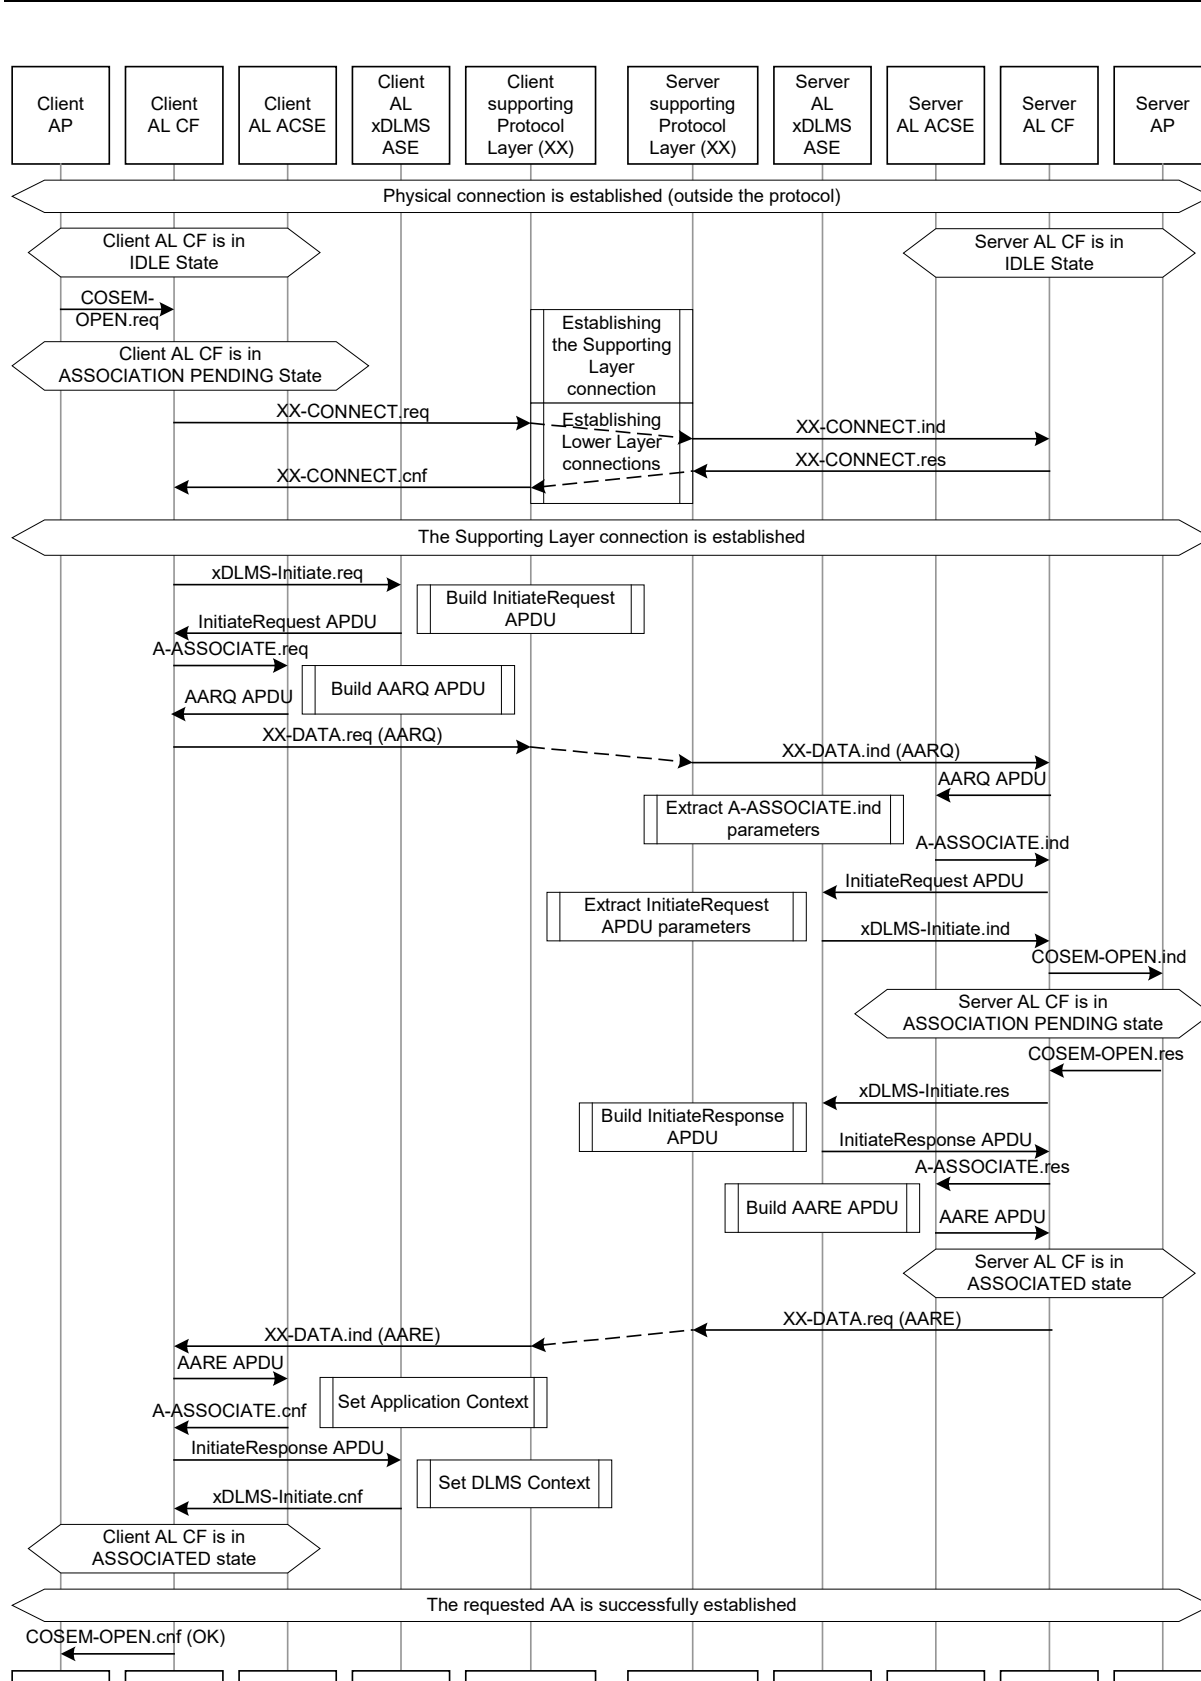 Client
AP
Client
AL CF
Client
AL ACSE
Client
AL
xDLMS
ASE
Client
supporting
Protocol
Layer (XX)
Server
supporting
Protocol
Layer (XX)
Server
AL
xDLMS
ASE
Server
AL ACSE
Server
AL CF
Server
AP
Physical connection is established (outside the protocol)
Client AL CF is in
IDLE State
Server AL CF is in
IDLE State
COSEM-
OPEN.req
Establishing
the Supporting
Layer
connection
Client AL CF is in
ASSOCIATION PENDING State
XX-CONNECT.req
Establishing
Lower Layer
connections
XX-CONNECT.ind
XX-CONNECT.res
XX-CONNECT.cnf
The Supporting Layer connection is established
xDLMS-Initiate.req
Build InitiateRequest
APDU
InitiateRequest APDU
A-ASSOCIATE.req
Build AARQ APDU
AARQ APDU
XX-DATA.req (AARQ)
XX-DATA.ind (AARQ)
AARQ APDU
Extract A-ASSOCIATE.ind
parameters
A-ASSOCIATE.ind
InitiateRequest APDU
Extract InitiateRequest
APDU parameters
xDLMS-Initiate.ind
COSEM-OPEN.ind
Server AL CF is in
ASSOCIATION PENDING state
COSEM-OPEN.res
xDLMS-Initiate.res
Build InitiateResponse
APDU
InitiateResponse APDU
A-ASSOCIATE.res
Build AARE APDU
AARE APDU
Server AL CF is in
ASSOCIATED state
XX-DATA.req (AARE)
XX-DATA.ind (AARE)
AARE APDU
Set Application Context
A-ASSOCIATE.cnf
InitiateResponse APDU
Set DLMS Context
xDLMS-Initiate.cnf
Client AL CF is in
ASSOCIATED state
The requested AA is successfully established
COSEM-OPEN.cnf (OK)